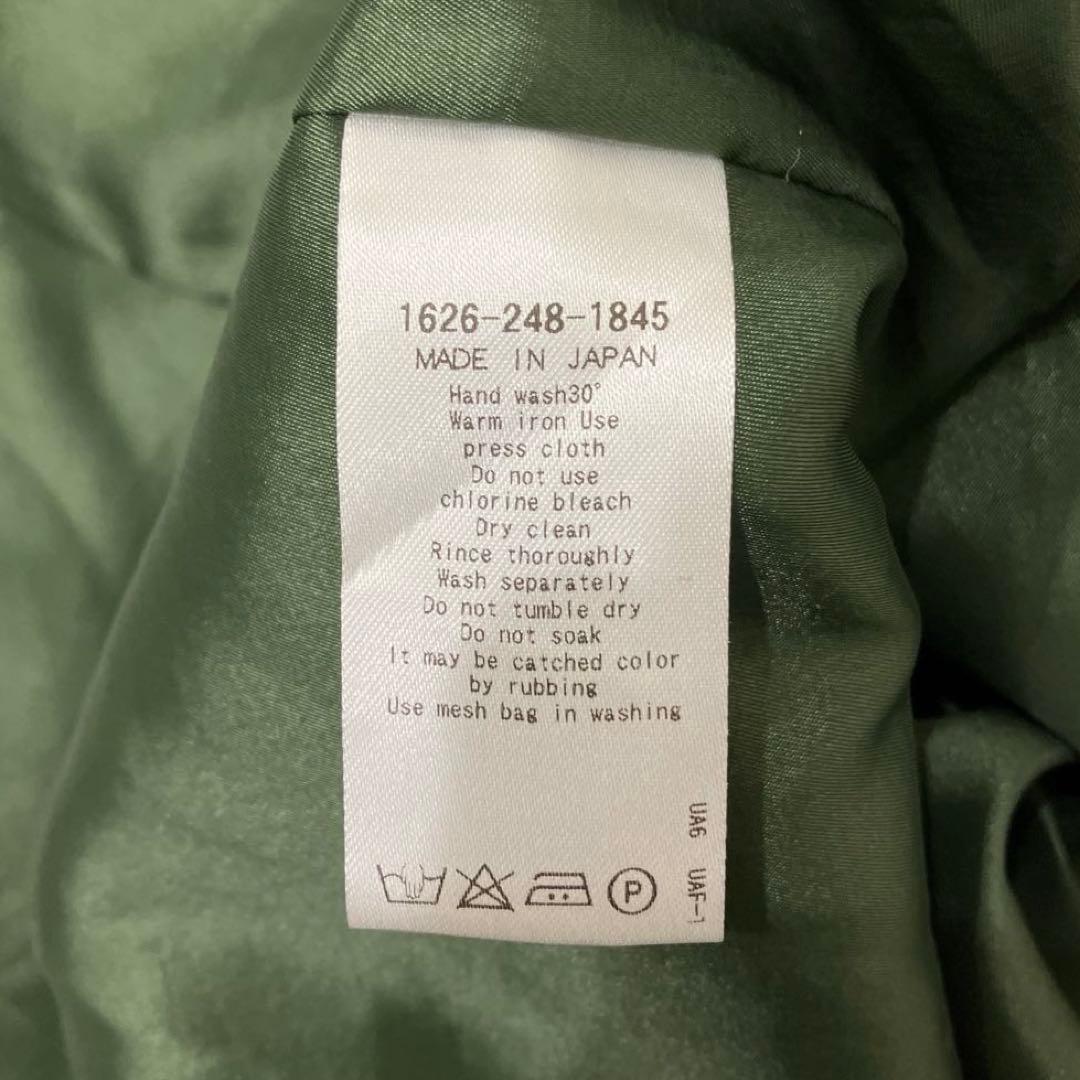 1626-248-1845
MADE IN JAPAN
Hand wash30°
Warm iron Use
press cloth
Do not use
chlorine bleach
Dry clean
Rince thoroughly
Wash separately
Do not tumble dry
Do not soak
It may be catched color
by rubbing
Use mesh bag in washing
UA6 UAF-1
P